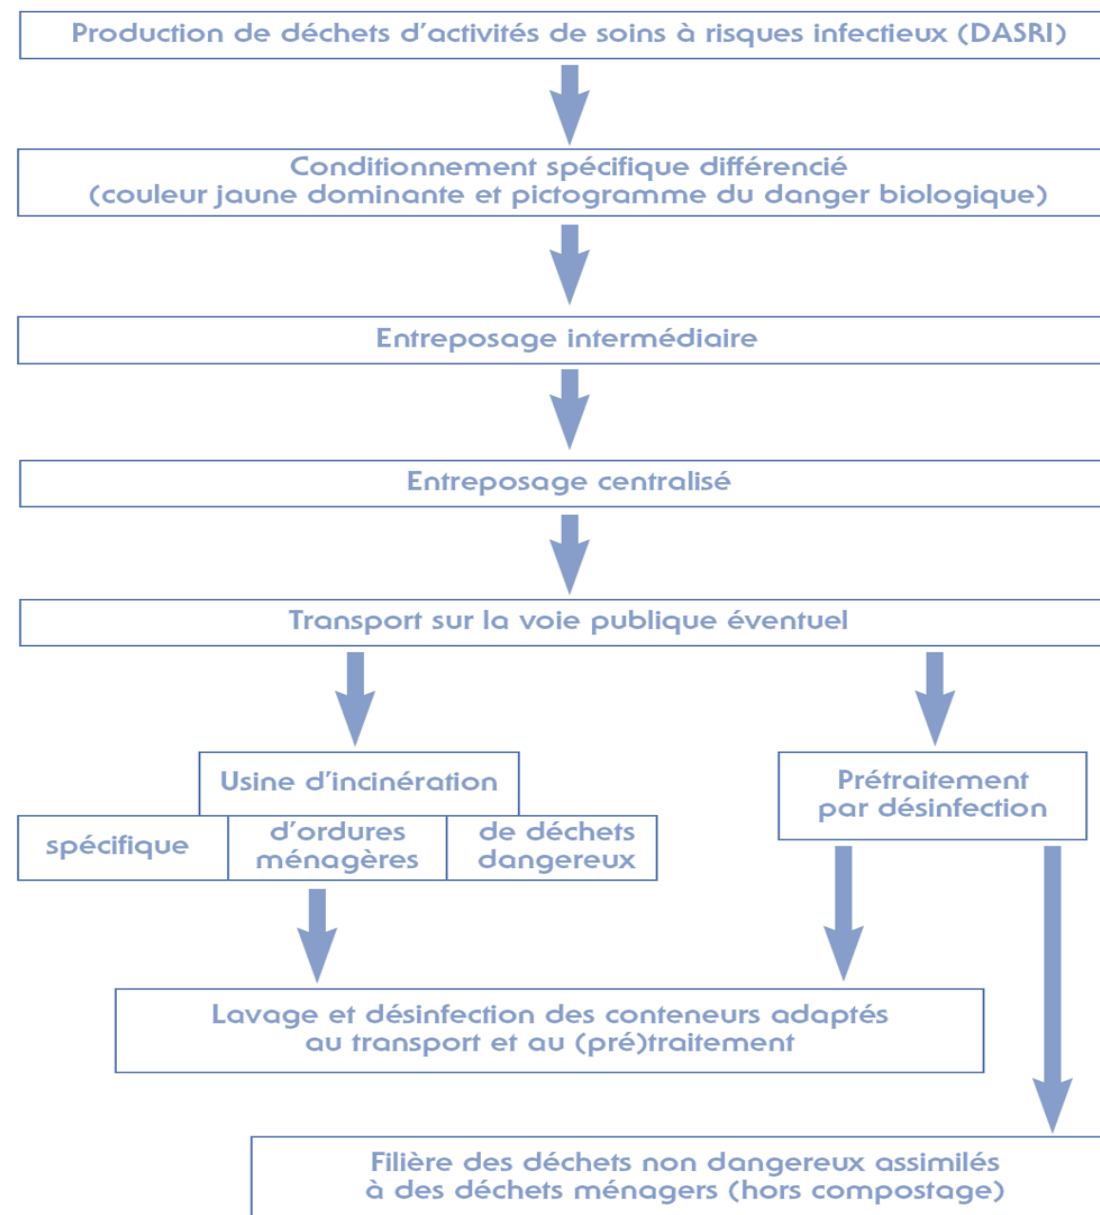 Production de déchets d'activités de soins à risques infectieux (DASRI)
Conditionnement spécifique différencié
(couleur jaune dominante et pictogramme du danger biologique)
Entreposage intermédiaire
Entreposage centralisé
Transport sur la voie publique éventuel
Usine d'incinération
spécifique
d'ordures
ménagères
de déchets
dangereux
Prétraitement
par désinfection
Lavage et désinfection des conteneurs adaptés
au transport et au (pré)traitement
Filière des déchets non dangereux assimilés
à des déchets ménagers (hors compostage)